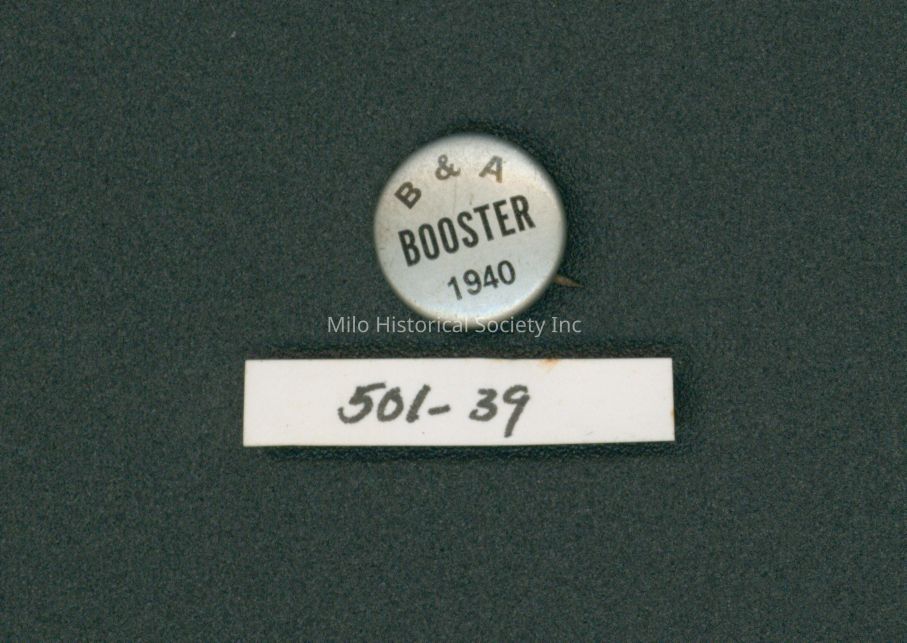 B & A
BOOSTER
1940
Milo Historical Society Inc
501-39